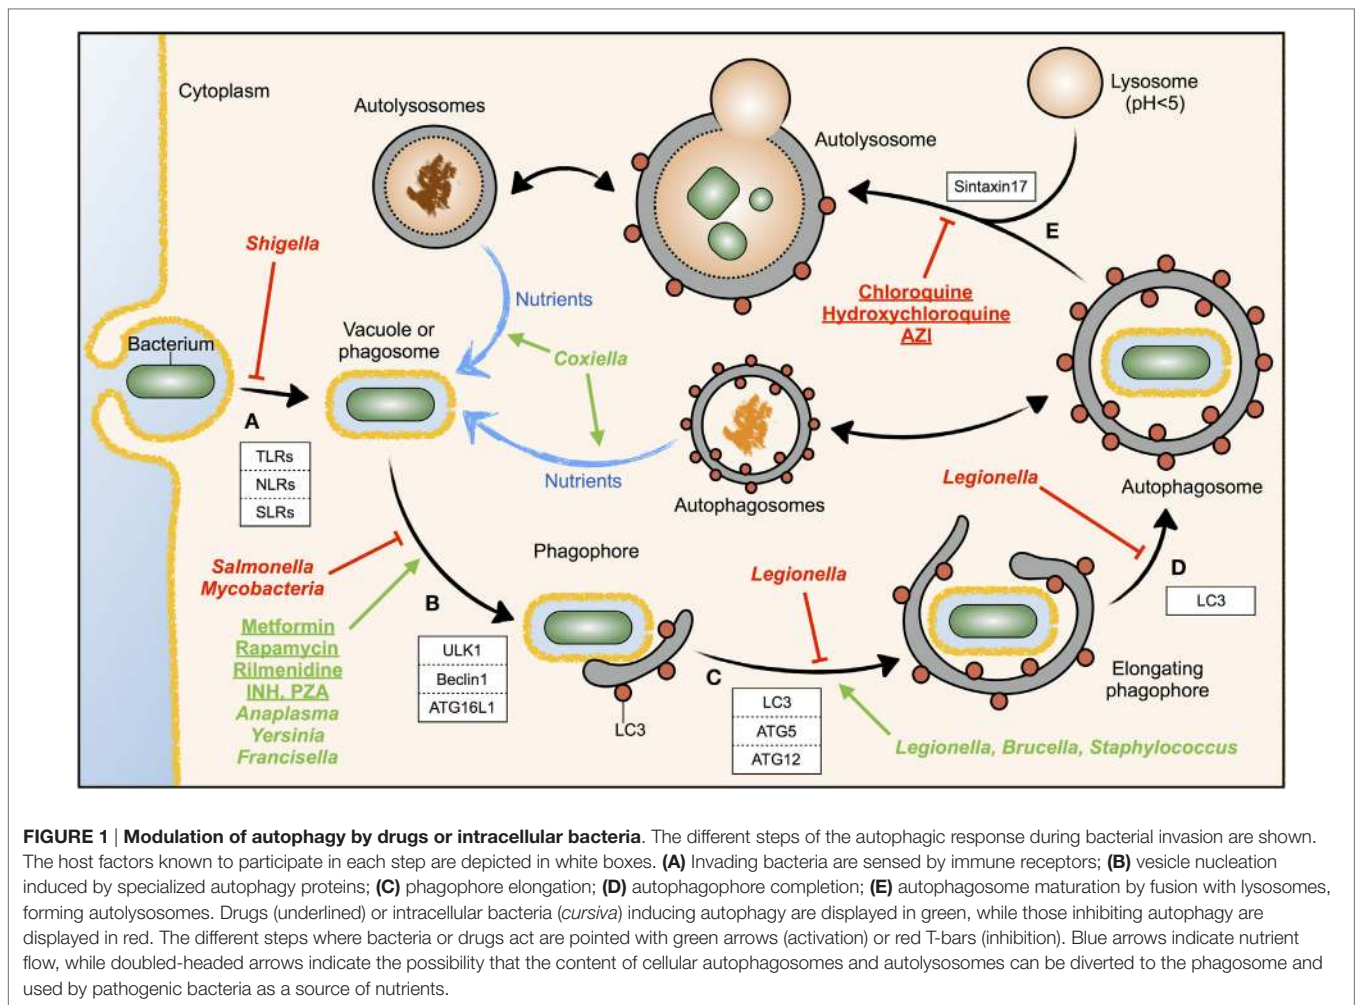 Cytoplasm
Autolysosomes
Autolysosome
Lysosome
(pH<5)
Sintaxin17
E
Shigella
Nutrients
Chloroquine
Hydroxychloroquine
AZI
Bacterium
Vacuole or
phagosome
Coxiella
A
TLRs
NLRs
SLRs
Nutrients
Autophagosomes
Legionella
Autophagosome
Salmonella
Mycobacteria
Phagophore
Legionella
D
LC3
B
Metformin
Rapamycin
Rilmenidine
INH, PZA
Anaplasma
Yersinia
Francisella
ULK1
Beclin1
ATG16L1
LC3
C
LC3
ATG5
ATG12
Elongating
phagophore
Legionella, Brucella, Staphylococcus
FIGURE 1 | Modulation of autophagy by drugs or intracellular bacteria. The different steps of the autophagic response during bacterial invasion are shown.
The host factors known to participate in each step are depicted in white boxes. (A) Invading bacteria are sensed by immune receptors; (B) vesicle nucleation
induced by specialized autophagy proteins; (C) phagophore elongation; (D) autophagophore completion; (E) autophagosome maturation by fusion with lysosomes,
forming autolysosomes. Drugs (underlined) or intracellular bacteria (cursiva) inducing autophagy are displayed in green, while those inhibiting autophagy are
displayed in red. The different steps where bacteria or drugs act are pointed with green arrows (activation) or red T-bars (inhibition). Blue arrows indicate nutrient
flow, while doubled-headed arrows indicate the possibility that the content of cellular autophagosomes and autolysosomes can be diverted to the phagosome and
used by pathogenic bacteria as a source of nutrients.